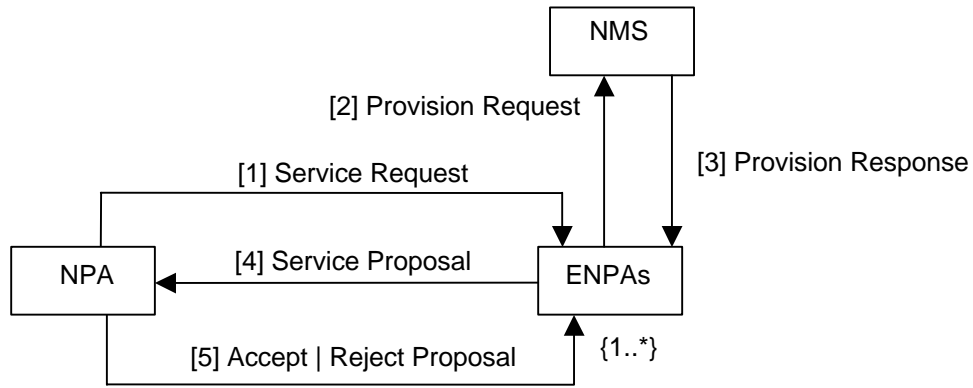 NMS
[2] Provision Request
[3] Provision Response
[1] Service Request
NPA
[4] Service Proposal
ENPAs
[5] Accept | Reject Proposal
{1..*}